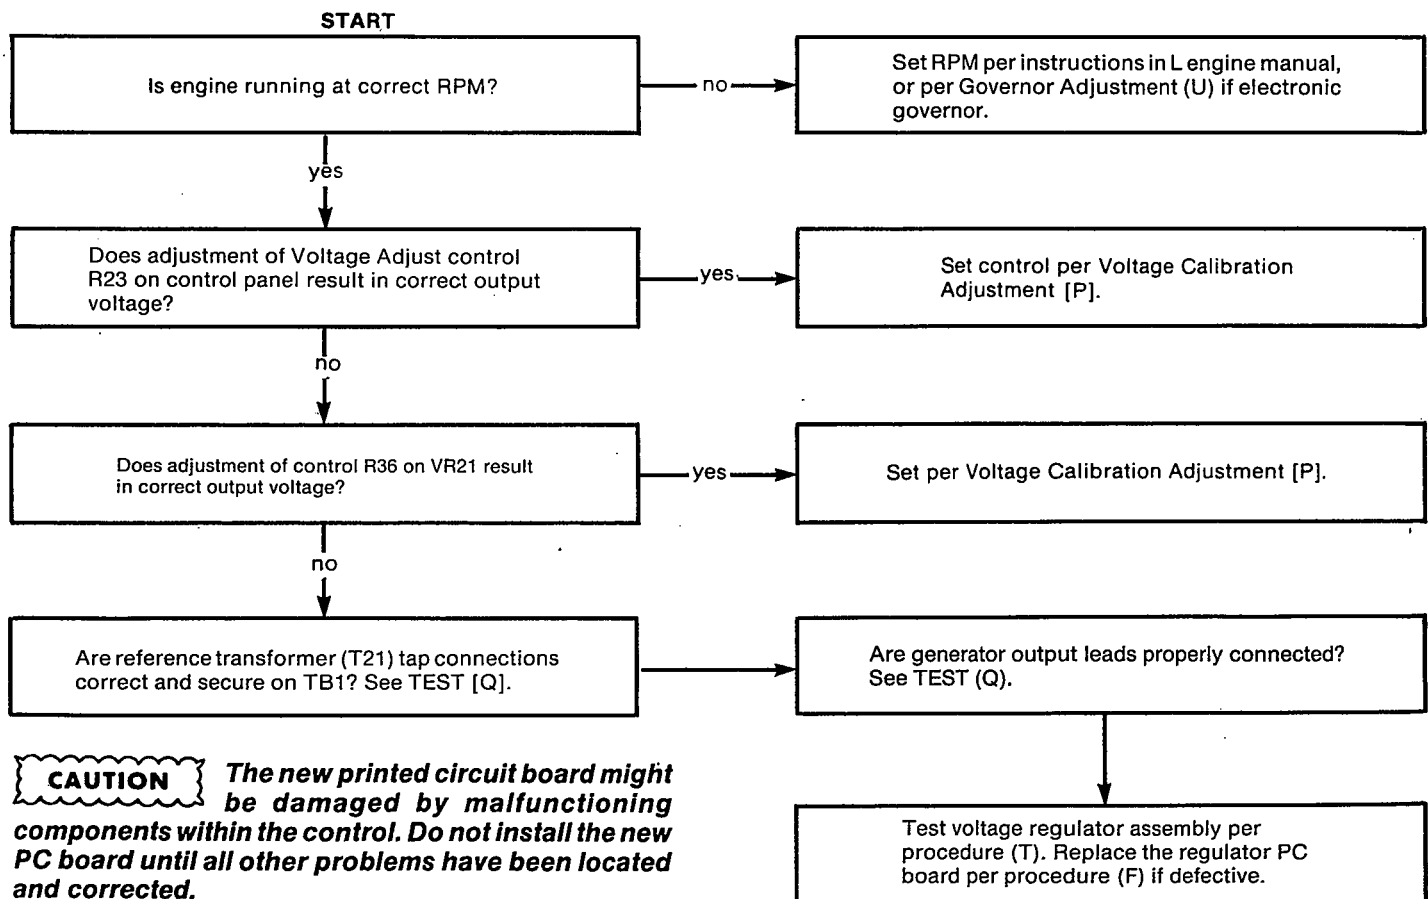 START
Is engine running at correct RPM?
no
Set RPM per instructions in L engine manual,
or per Governor Adjustment (U) if electronic
governor.
yes
Does adjustment of Voltage Adjust control
R23 on control panel result in correct output
voltage?
yes
Set control per Voltage Calibration
Adjustment [P].
no
Does adjustment of control R36 on VR21 result
in correct output voltage?
yes
Set per Voltage Calibration Adjustment [P].
no
Are reference transformer (T21) tap connections
correct and secure on TB1? See TEST [Q].
Are generator output leads properly connected?
See TEST (Q).
CAUTION
The new printed circuit board might
be damaged by malfunctioning
components within the control. Do not install the new
PC board until all other problems have been located
and corrected.
Test voltage regulator assembly per
procedure (T). Replace the regulator PC
board per procedure (F) if defective.